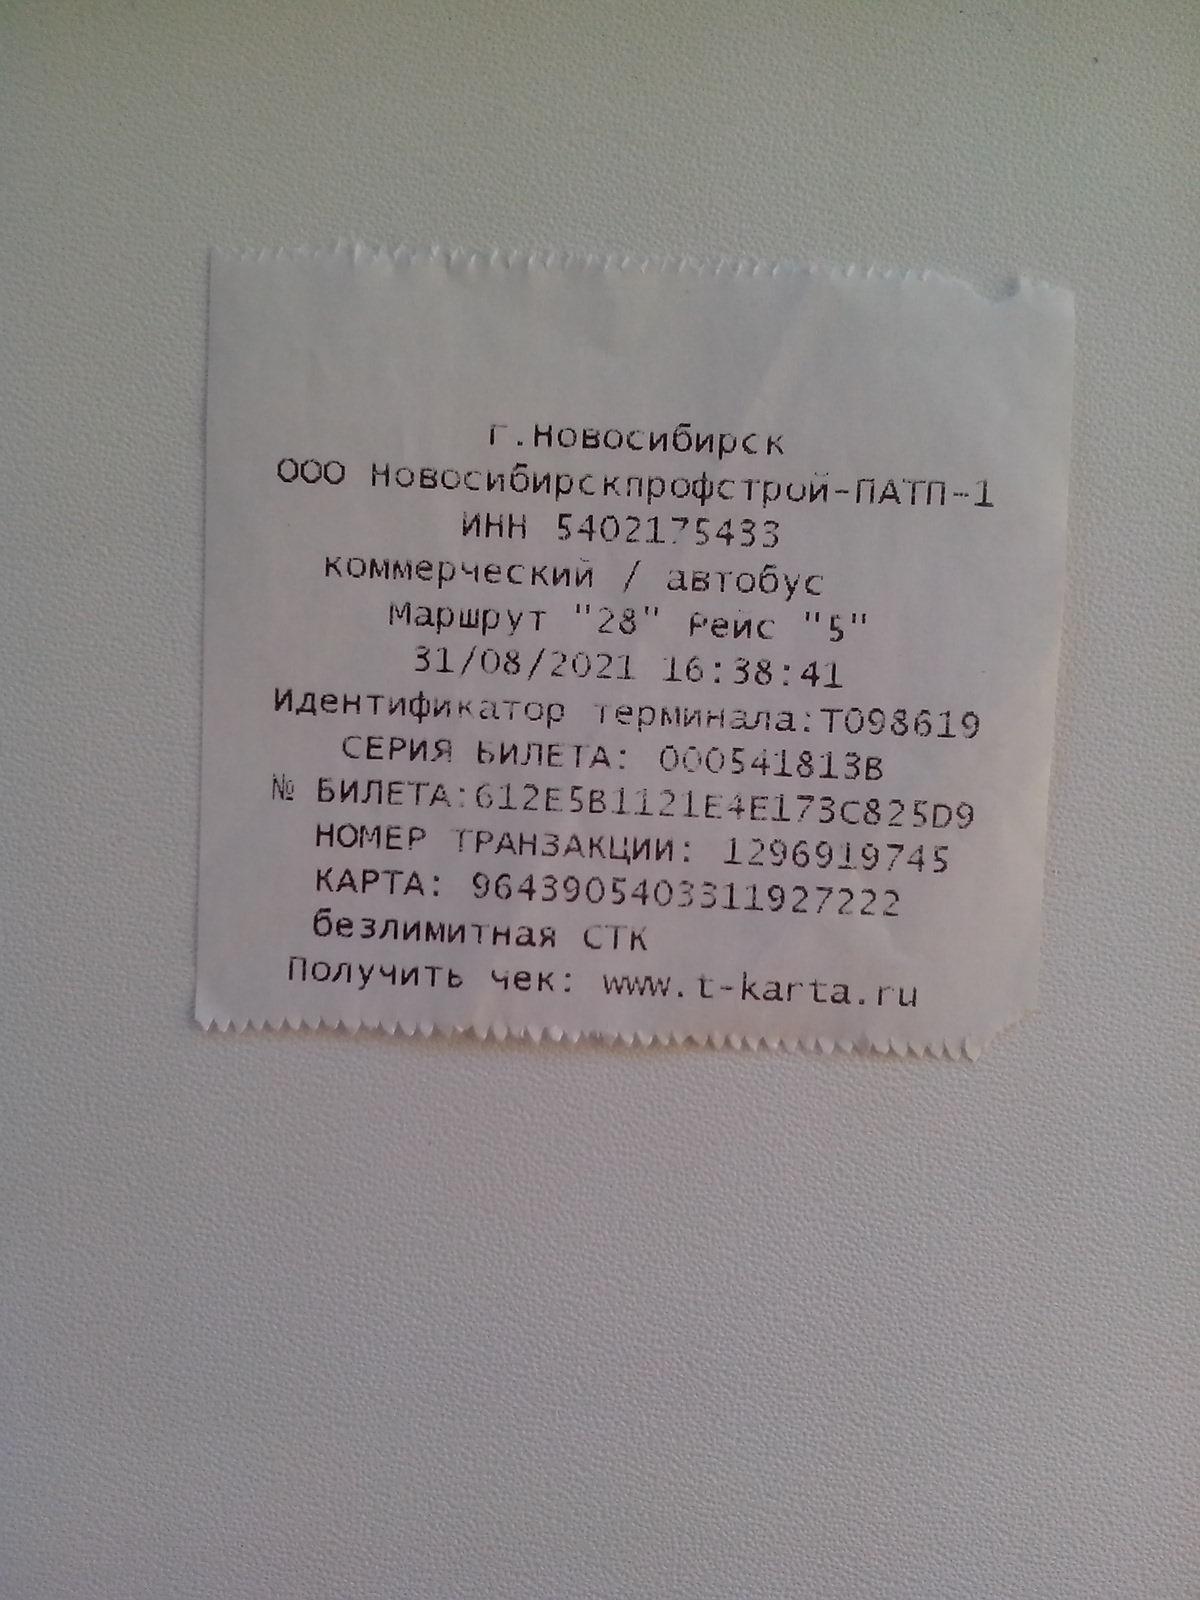 г.Новосибирск
ООО Новосибирскпрофстрой-ПАТП-1
ИНН 5402175433
коммерческий / автобус
Маршрут "28" Рейс "5"
31/08/2021 16:38:41
Идентификатор терминала:T098619
СЕРИЯ БИЛЕТА: 000541813B
№ БИЛЕТА:612E5B1121E4E173C825D9
НОМЕР ТРАНЗАКЦИИ: 1296919745
КАРТА: 9643905403311927222
безлимитная СТК
Получить чек: www.t-karta.ru